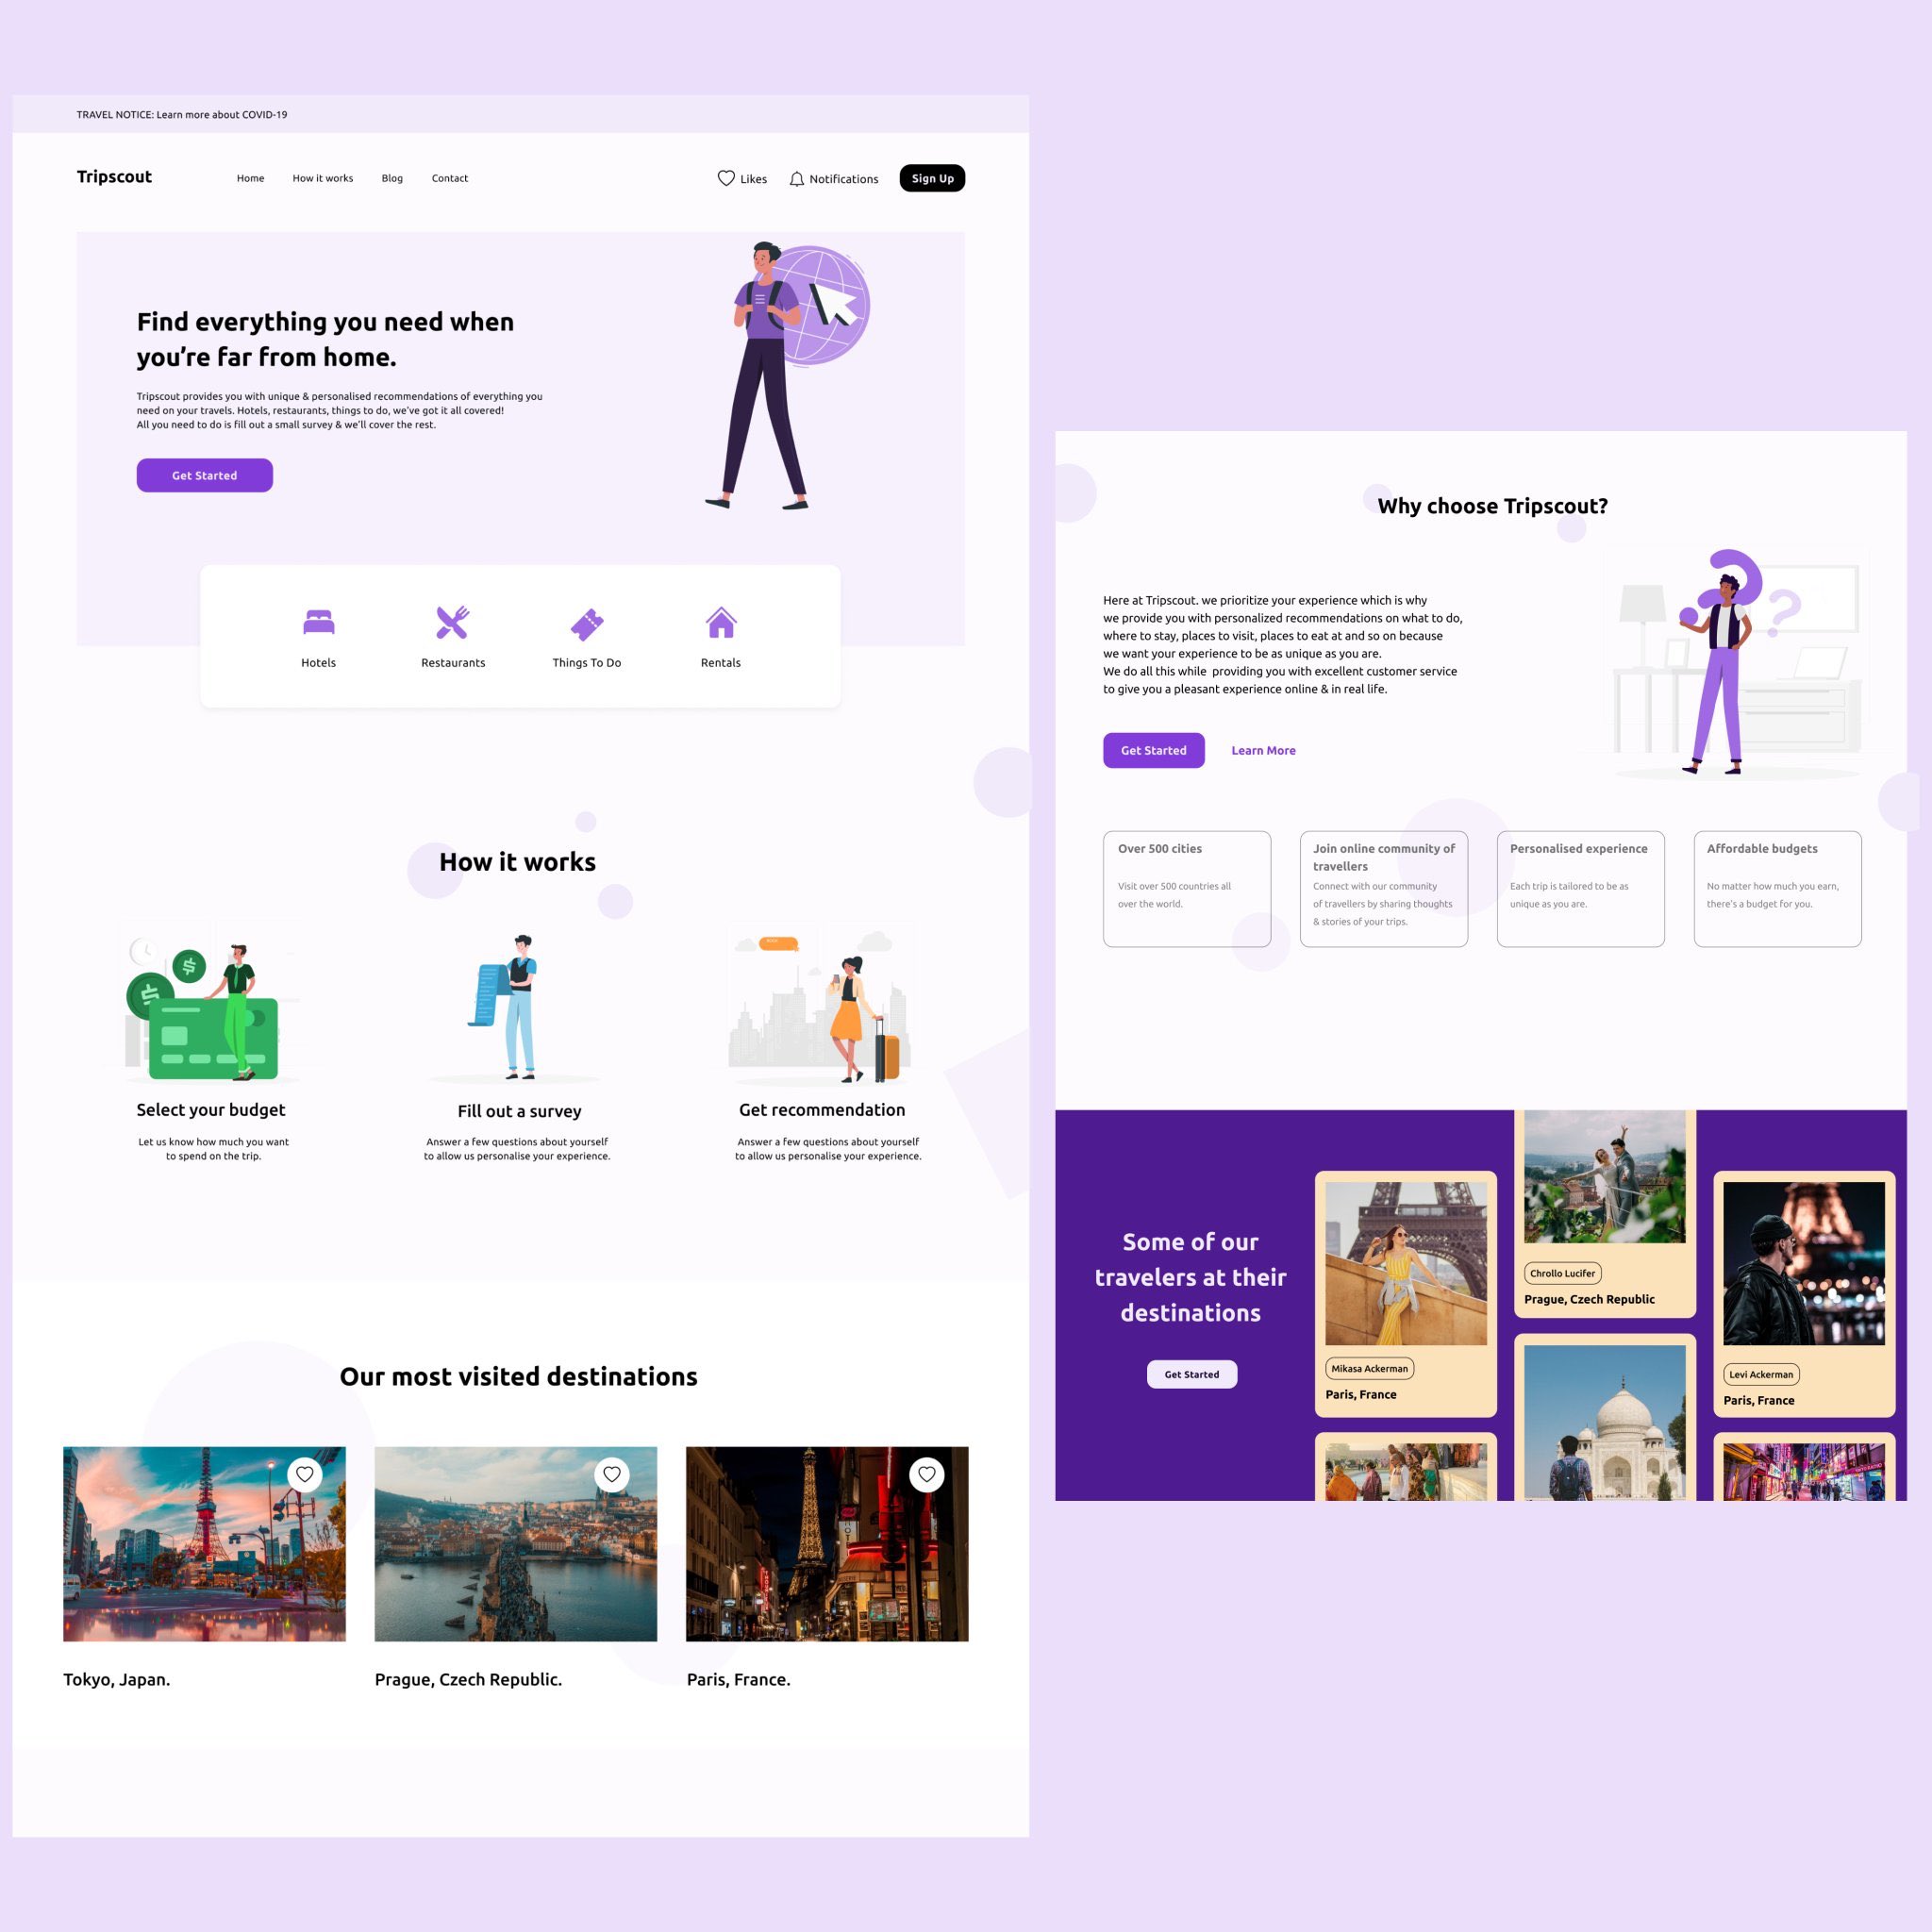 TRAVEL NOTICE: Learn more about COVID-19
Tripscout
Home
How it works
Blog
Contact
Likes
Notifications
Sign Up
Find everything you need when
you're far from home.
Tripscout provides you with unique & personalised recommendations of everything you
need on your travels. Hotels, restaurants, things to do, we've got it all covered!
All you need to do is fill out a small survey & we'll cover the rest.
Get Started
Hotels
Restaurants
Things To Do
Rentals
How it works
Select your budget
Let us know how much you want
to spend on the trip.
Fill out a survey
Answer a few questions about yourself
to allow us personalise your experience.
Get recommendation
Answer a few questions about yourself
to allow us personalise your experience.
Our most visited destinations
Tokyo, Japan.
Prague, Czech Republic.
Paris, France.
Why choose Tripscout?
Here at Tripscout. we prioritize your experience which is why
we provide you with personalized recommendations on what to do,
where to stay, places to visit, places to eat at and so on because
we want your experience to be as unique as you are.
We do all this while providing you with excellent customer service
to give you a pleasant experience online & in real life.
Get Started
Learn More
Over 500 cities
Visit over 500 countries all
over the world.
Join online community of
travellers
Connect with our community
of travellers by sharing thoughts
& stories of your trips.
Personalised experience
Each trip is tailored to be as
unique as you are.
Affordable budgets
No matter how much you earn,
there's a budget for you.
Some of our
travelers at their
destinations
Get Started
Mikasa Ackerman
Paris, France
Chrollo Lucifer
Prague, Czech Republic
Levi Ackerman
Paris, France